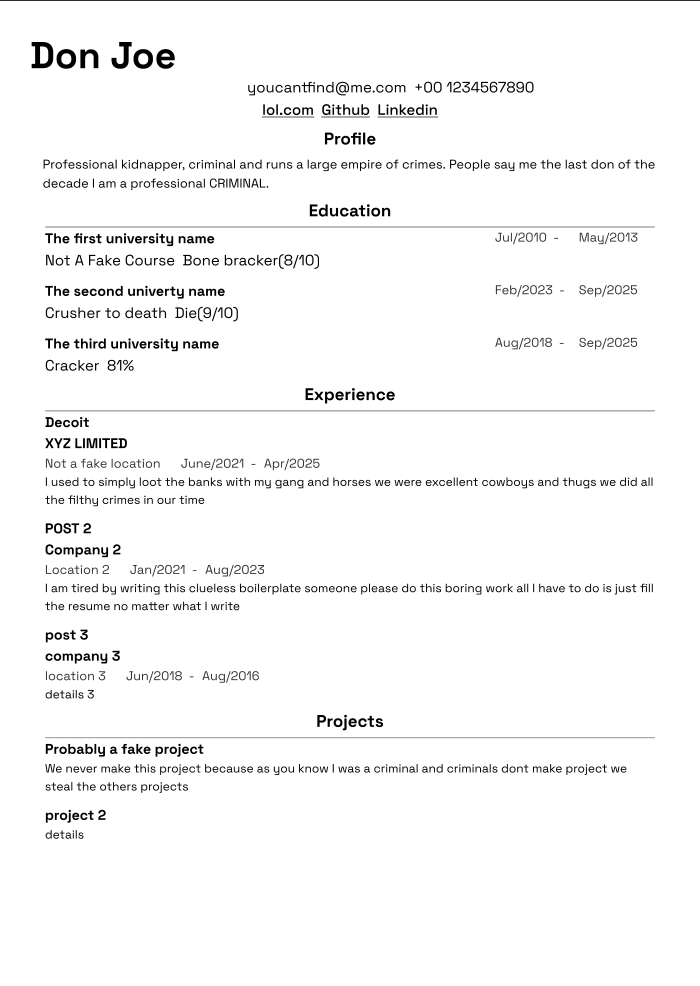 Don Joe
youcantfind@me.com +00 1234567890
lol.com Github Linkedin
Profile
Professional kidnapper, criminal and runs a large empire of crimes. People say me the last don of the
decade I am a professional CRIMINAL.
Education
The first university name Jul/2010 - May/2013
Not A Fake Course Bone bracker(8/10)
The second univerty name Feb/2023 - Sep/2025
Crusher to death Die(9/10)
The third university name Aug/2018 - Sep/2025
Cracker 81%
Experience
Decoit
XYZ LIMITED
Not a fake location June/2021 - Apr/2025
I used to simply loot the banks with my gang and horses we were excellent cowboys and thugs we did all
the filthy crimes in our time
POST 2
Company 2
Location 2 Jan/2021 - Aug/2023
I am tired by writing this clueless boilerplate someone please do this boring work all I have to do is just fill
the resume no matter what I write
post 3
company 3
location 3 Jun/2018 - Aug/2016
details 3
Projects
Probably a fake project
We never make this project because as you know I was a criminal and criminals dont make project we
steal the others projects
project 2
details